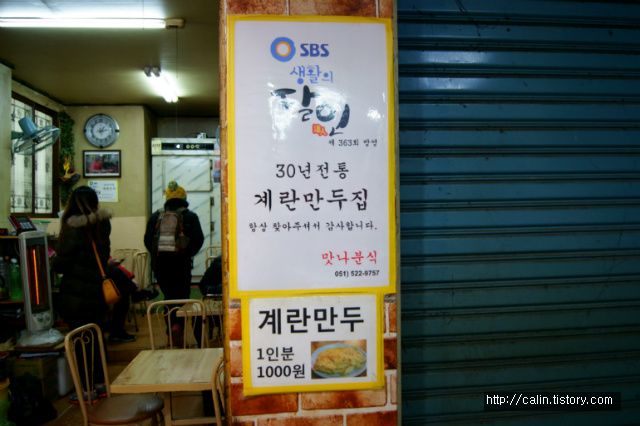 SBS
생활의
달인
제 363회 방영
30년전통
계란만두집
항상 찾아주셔서 감사합니다.
맛나분식
051) 522-9757
계란만두
1인분
1000원
http://calin.tistory.com